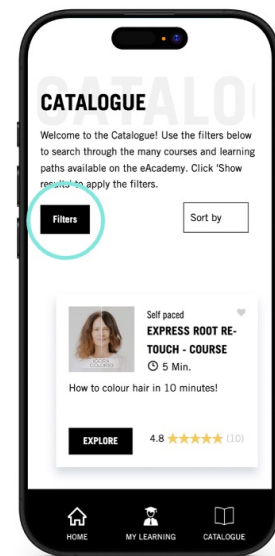 CATALOGUE
Welcome to the Catalogue! Use the filters below
to search through the many courses and learning
paths available on the eAcademy. Click 'Show
results' to apply the filters.
Filters
Sort by
Self paced
EXPRESS ROOT RE-
TOUCH - COURSE
5 Min.
How to colour hair in 10 minutes!
EXPLORE
4.8 ★★★★★ (10)
HOME
MY LEARNING
CATALOGUE